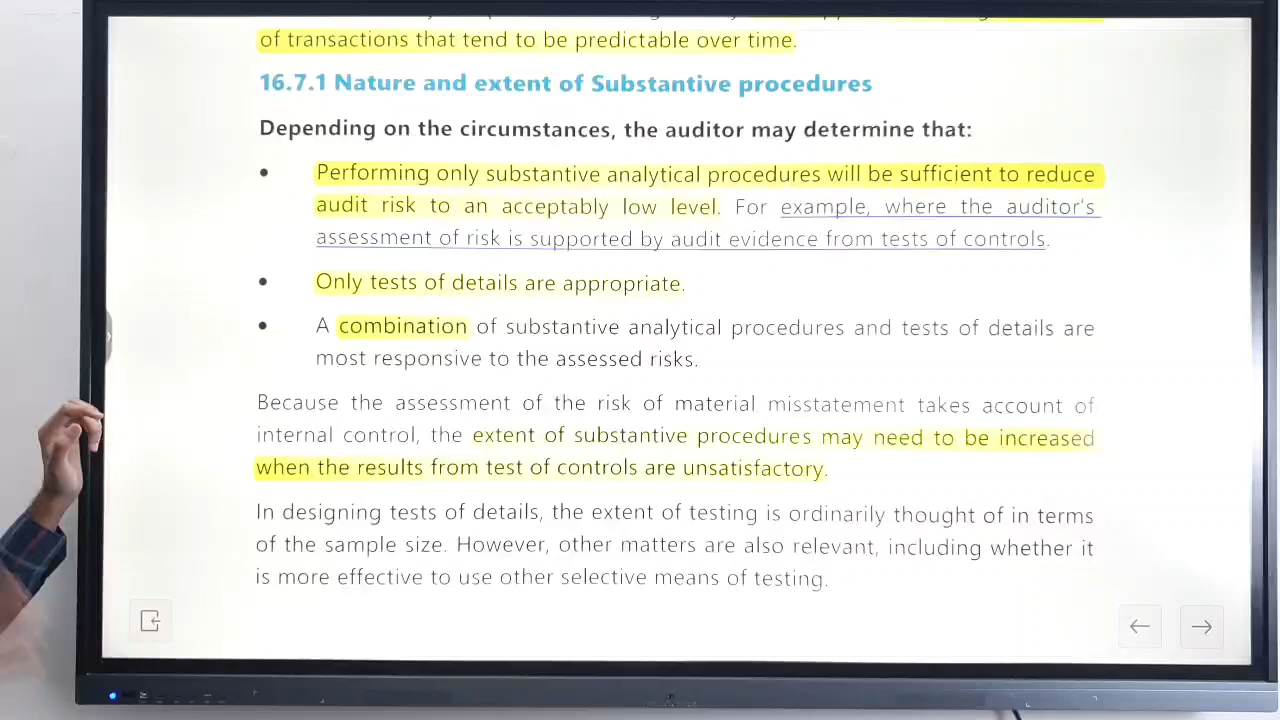 of transactions that tend to be predictable over time.
16.7.1 Nature and extent of Substantive procedures
Depending on the circumstances, the auditor may determine that:
• Performing only substantive analytical procedures will be sufficient to reduce
audit risk to an acceptably low level. For example, where the auditor's
assessment of risk is supported by audit evidence from tests of controls.
• Only tests of details are appropriate.
• A combination of substantive analytical procedures and tests of details are
most responsive to the assessed risks.
Because the assessment of the risk of material misstatement takes account of
internal control, the extent of substantive procedures may need to be increased
when the results from test of controls are unsatisfactory.
In designing tests of details, the extent of testing is ordinarily thought of in terms
of the sample size. However, other matters are also relevant, including whether it
is more effective to use other selective means of testing.